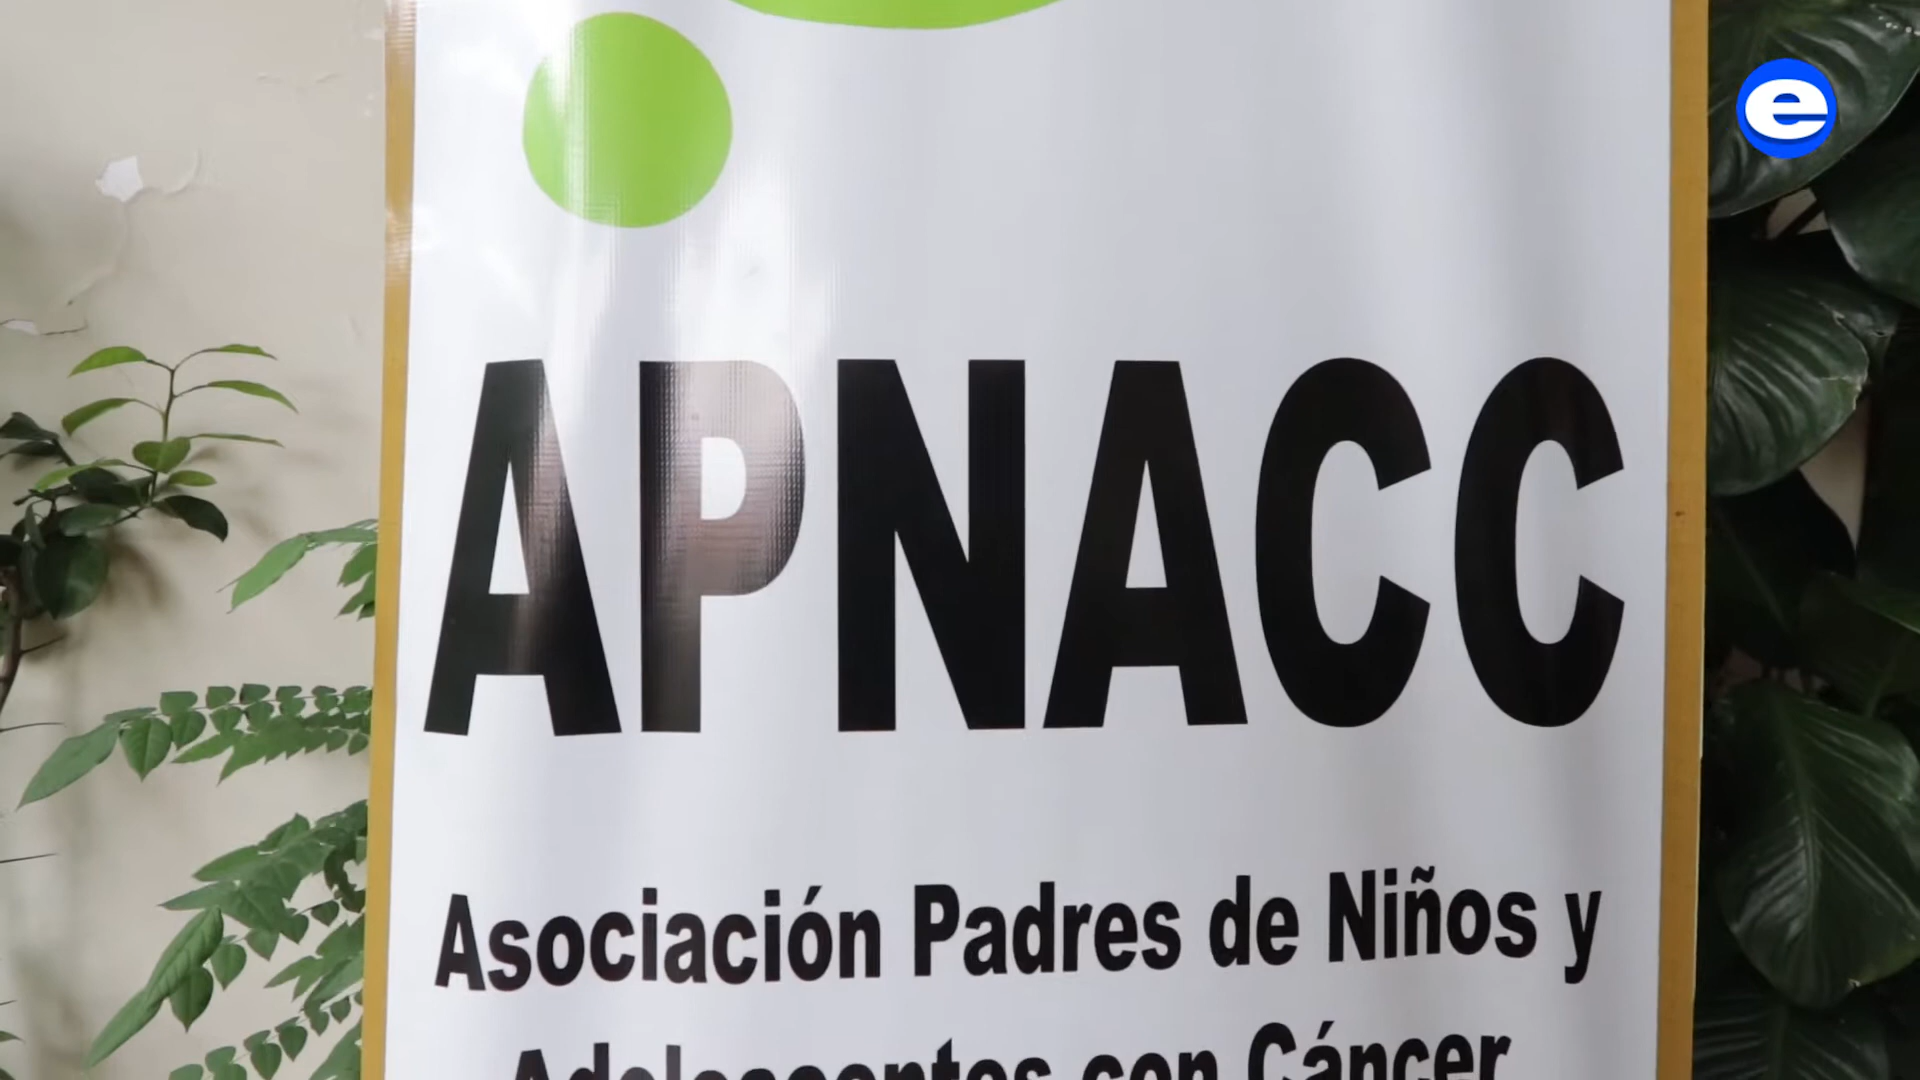 e
APNACC
Asociación Padres de Niños y
Adolescentes con Cáncer